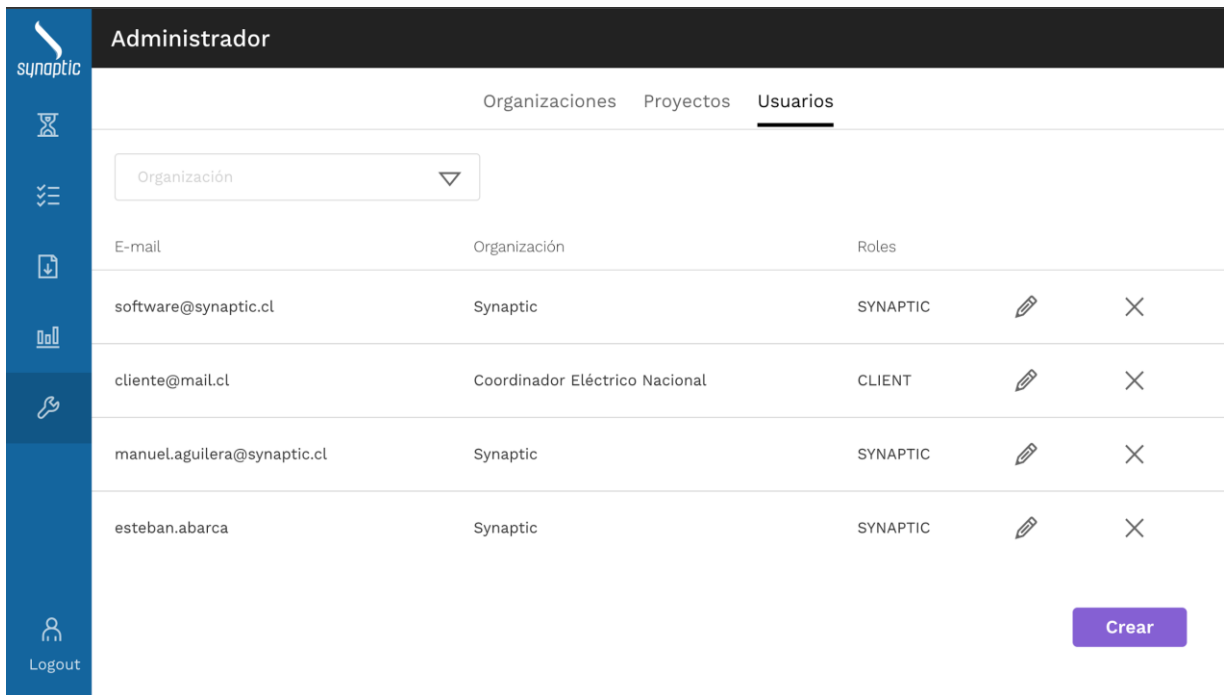 synaptic
Administrador
Organizaciones Proyectos Usuarios
Organización
E-mail Organización Roles
software@synaptic.cl Synaptic SYNAPTIC
cliente@mail.cl Coordinador Eléctrico Nacional CLIENT
manuel.aguilera@synaptic.cl Synaptic SYNAPTIC
esteban.abarca Synaptic SYNAPTIC
Crear
Logout